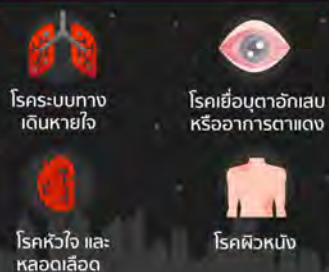 โรคระบบทาง
เดินหายใจ
โรคเยื่อบุตาอักเสบ
หรืออาการตาแดง
โรคหัวใจ และ
หลอดเลือด
โรคผิวหนัง